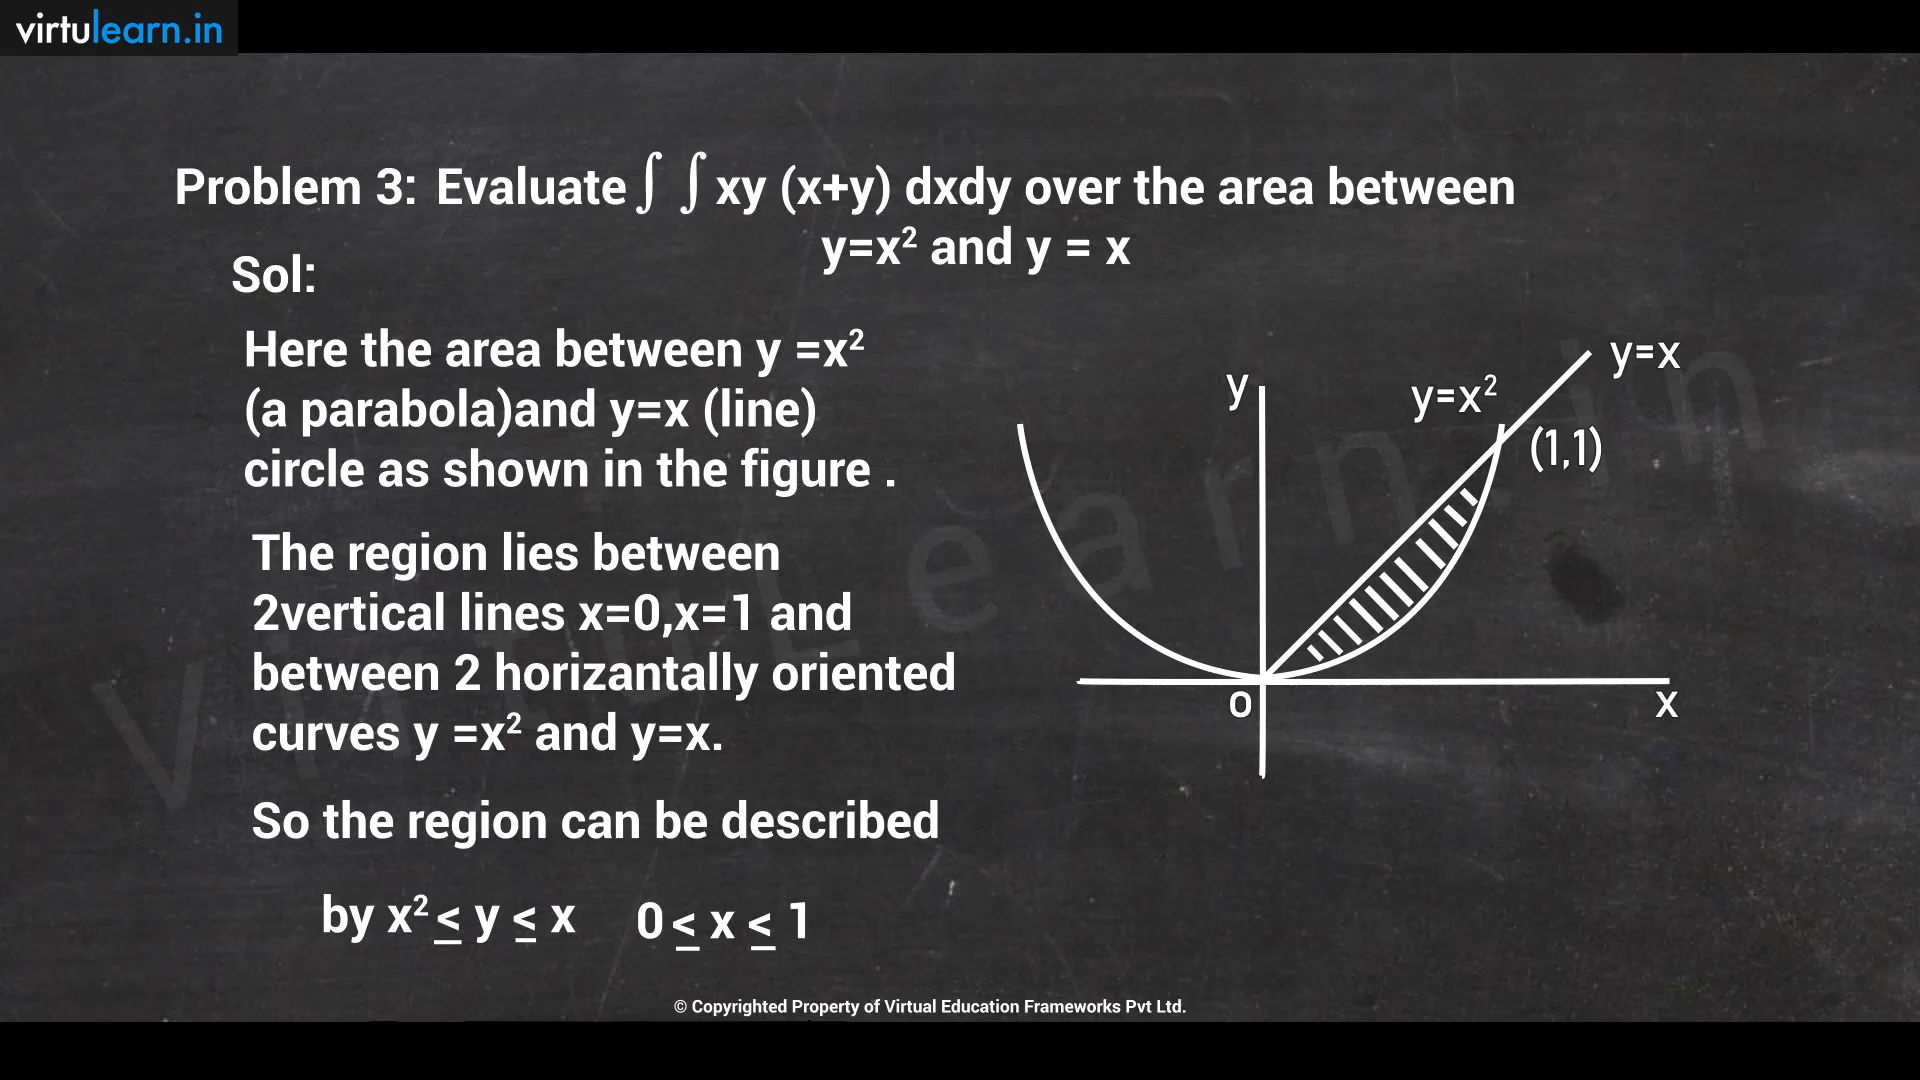 virtulearn.in
Problem 3: Evaluate ∫ ∫ xy (x+y) dxdy over the area between
y=x² and y = x
Sol:
Here the area between y =x²
(a parabola)and y=x (line)
circle as shown in the figure .
The region lies between
2vertical lines x=0,x=1 and
between 2 horizantally oriented
curves y =x² and y=x.
So the region can be described
by x² ≤ y ≤ x 0 ≤ x ≤ 1
y
y=x²
y=x
(1,1)
O
x
VirtuLearn.in
© Copyrighted Property of Virtual Education Frameworks Pvt Ltd.